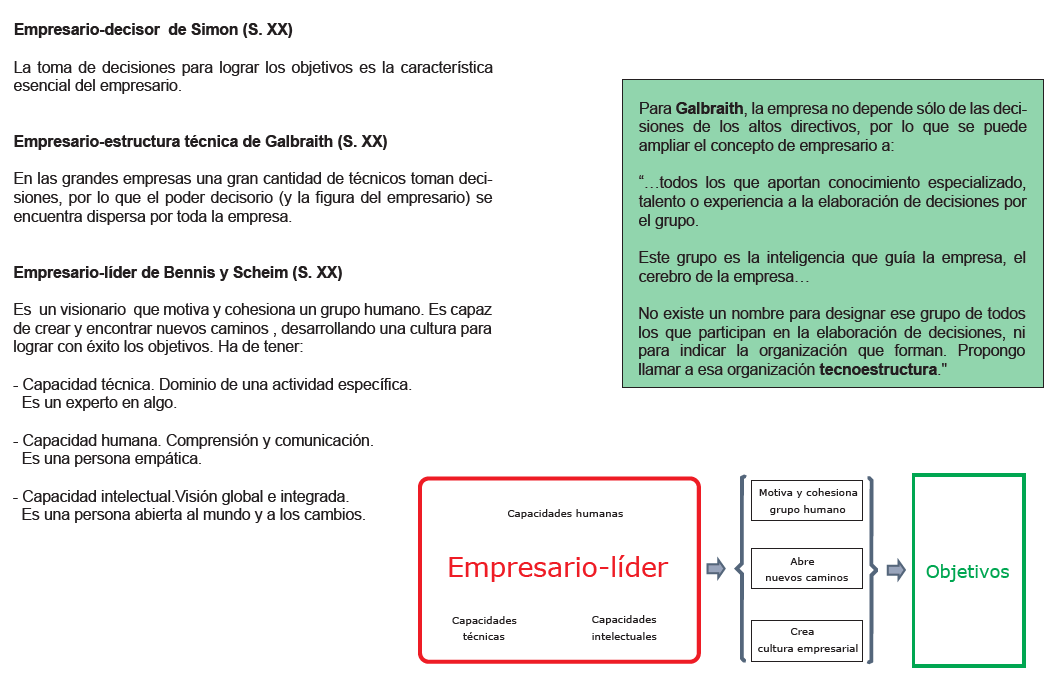 Empresario-decisor de Simon (S. XX)
La toma de decisiones para lograr los objetivos es la característica
esencial del empresario.
Empresario-estructura técnica de Galbraith (S. XX)
En las grandes empresas una gran cantidad de técnicos toman deci-
siones, por lo que el poder decisorio (y la figura del empresario) se
encuentra dispersa por toda la empresa.
Empresario-líder de Bennis y Scheim (S. XX)
Es un visionario que motiva y cohesiona un grupo humano. Es capaz
de crear y encontrar nuevos caminos , desarrollando una cultura para
lograr con éxito los objetivos. Ha de tener:
- Capacidad técnica. Dominio de una actividad específica.
Es un experto en algo.
- Capacidad humana. Comprensión y comunicación.
Es una persona empática.
- Capacidad intelectual.Visión global e integrada.
Es una persona abierta al mundo y a los cambios.
Para Galbraith, la empresa no depende sólo de las deci-
siones de los altos directivos, por lo que se puede
ampliar el concepto de empresario a:
“…todos los que aportan conocimiento especializado,
talento o experiencia a la elaboración de decisiones por
el grupo.
Este grupo es la inteligencia que guía la empresa, el
cerebro de la empresa…
No existe un nombre para designar ese grupo de todos
los que participan en la elaboración de decisiones, ni
para indicar la organización que forman. Propongo
llamar a esa organización tecnoestructura."
Capacidades humanas
Empresario-líder
Capacidades
técnicas
Capacidades
intelectuales
Motiva y cohesiona
grupo humano
Abre
nuevos caminos
Crea
cultura empresarial
Objetivos